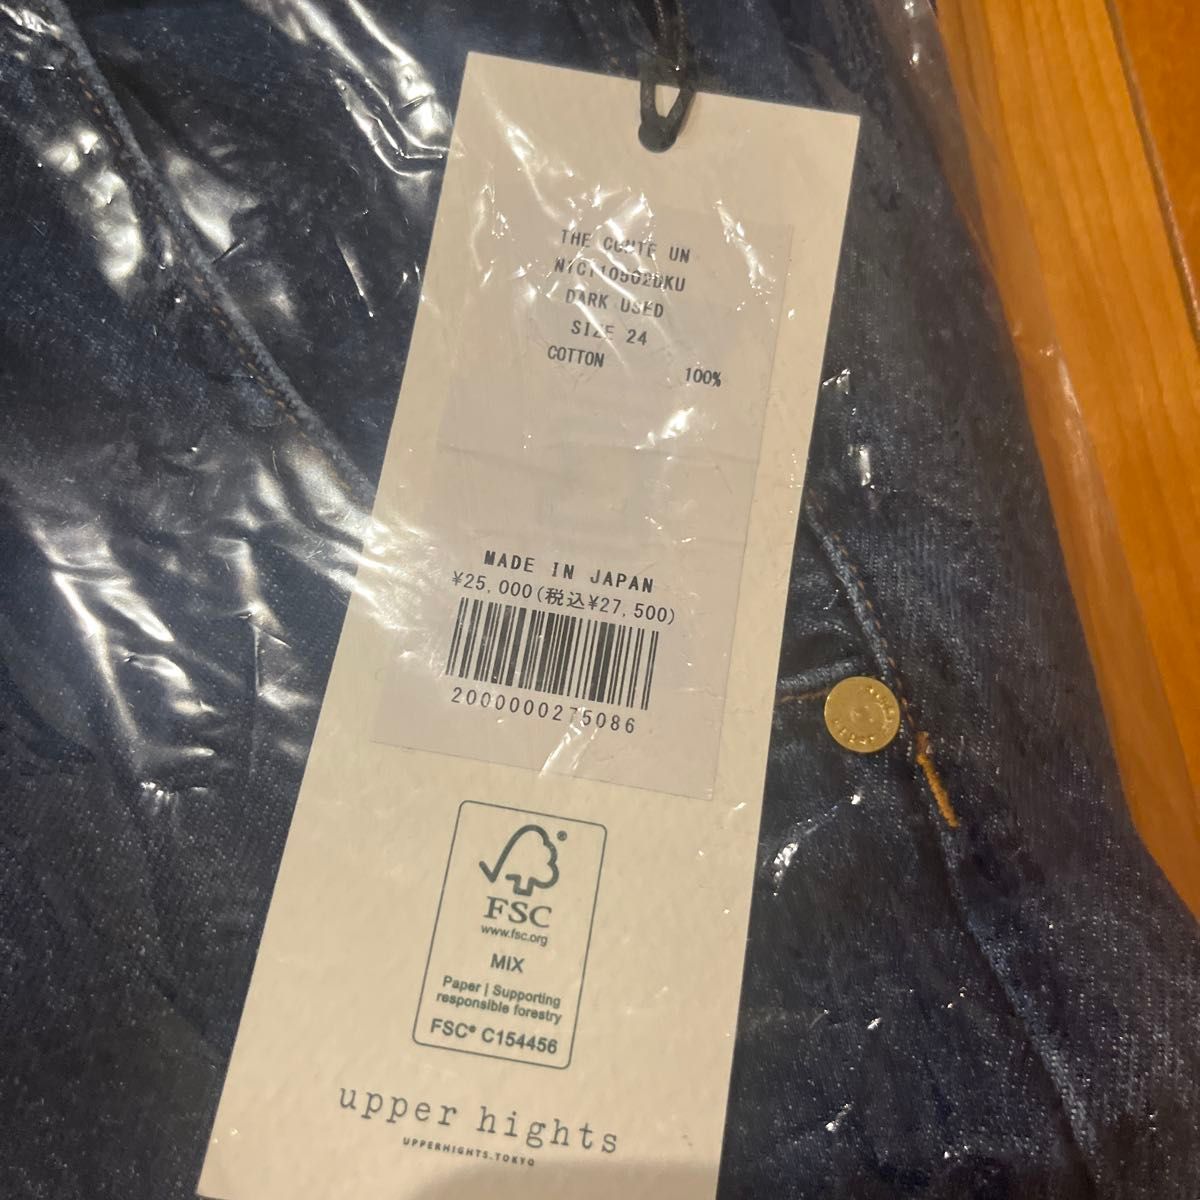 THE COUTE UN
DARK USED
SIZE 24
COTTON 100%
MADE IN JAPAN
¥25,000(税込¥27,500)
2000000275086
FSC
www.fsc.org
MIX
Paper | Supporting
responsible forestry
FSC® C154456
upper hights
UPPERHIGHTS.TOKYO